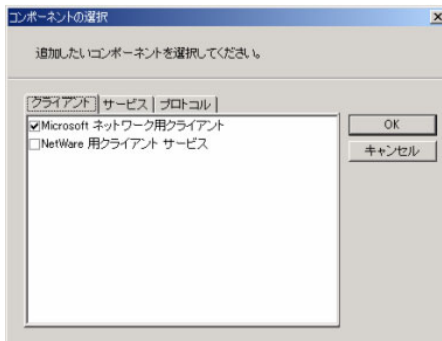 コンポーネントの選択
追加したいコンポーネントを選択してください。
クライアント サービス プロトコル
Microsoft ネットワーク用クライアント
NetWare 用クライアント サービス
OK
キャンセル